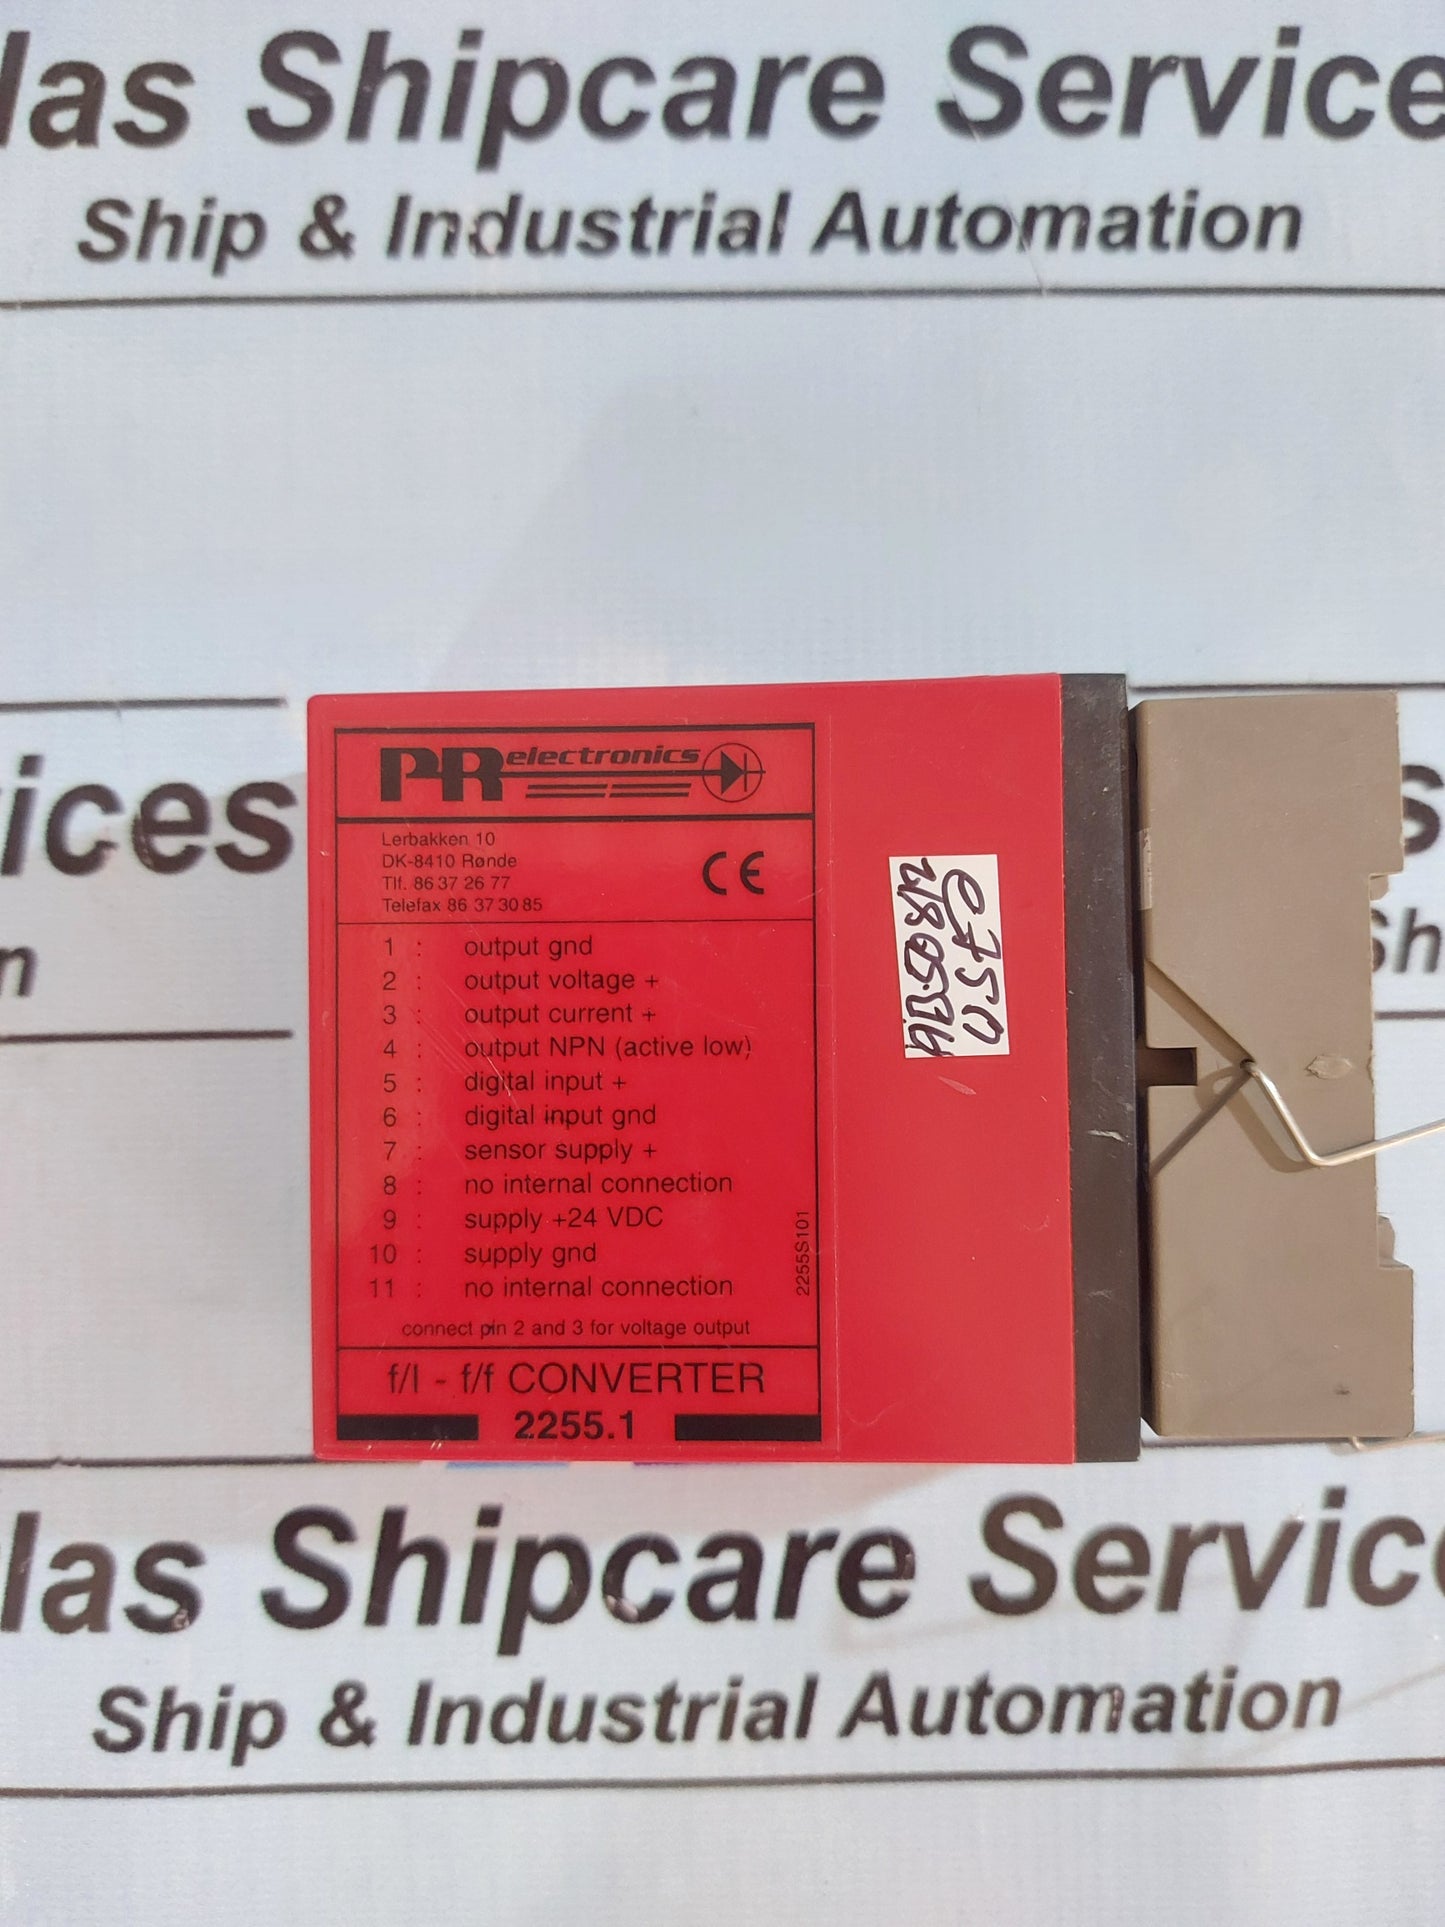 las Shipcare Service
Ship & Industrial Automation
ices
n
PR electronics
Lerbakken 10
DK-8410 Rønde
Tlf. 86 37 26 77
Telefax 86 37 30 85
CE
1 : output gnd
2 : output voltage +
3 : output current +
4 : output NPN (active low)
5 : digital input +
6 : digital input gnd
7 : sensor supply +
8 : no internal connection
9 : supply +24 VDC
10 : supply gnd
11 : no internal connection
connect pin 2 and 3 for voltage output
2255S101
f/I - f/f CONVERTER
2255.1
s
Sh
las Shipcare Servic
Ship & Industrial Automation